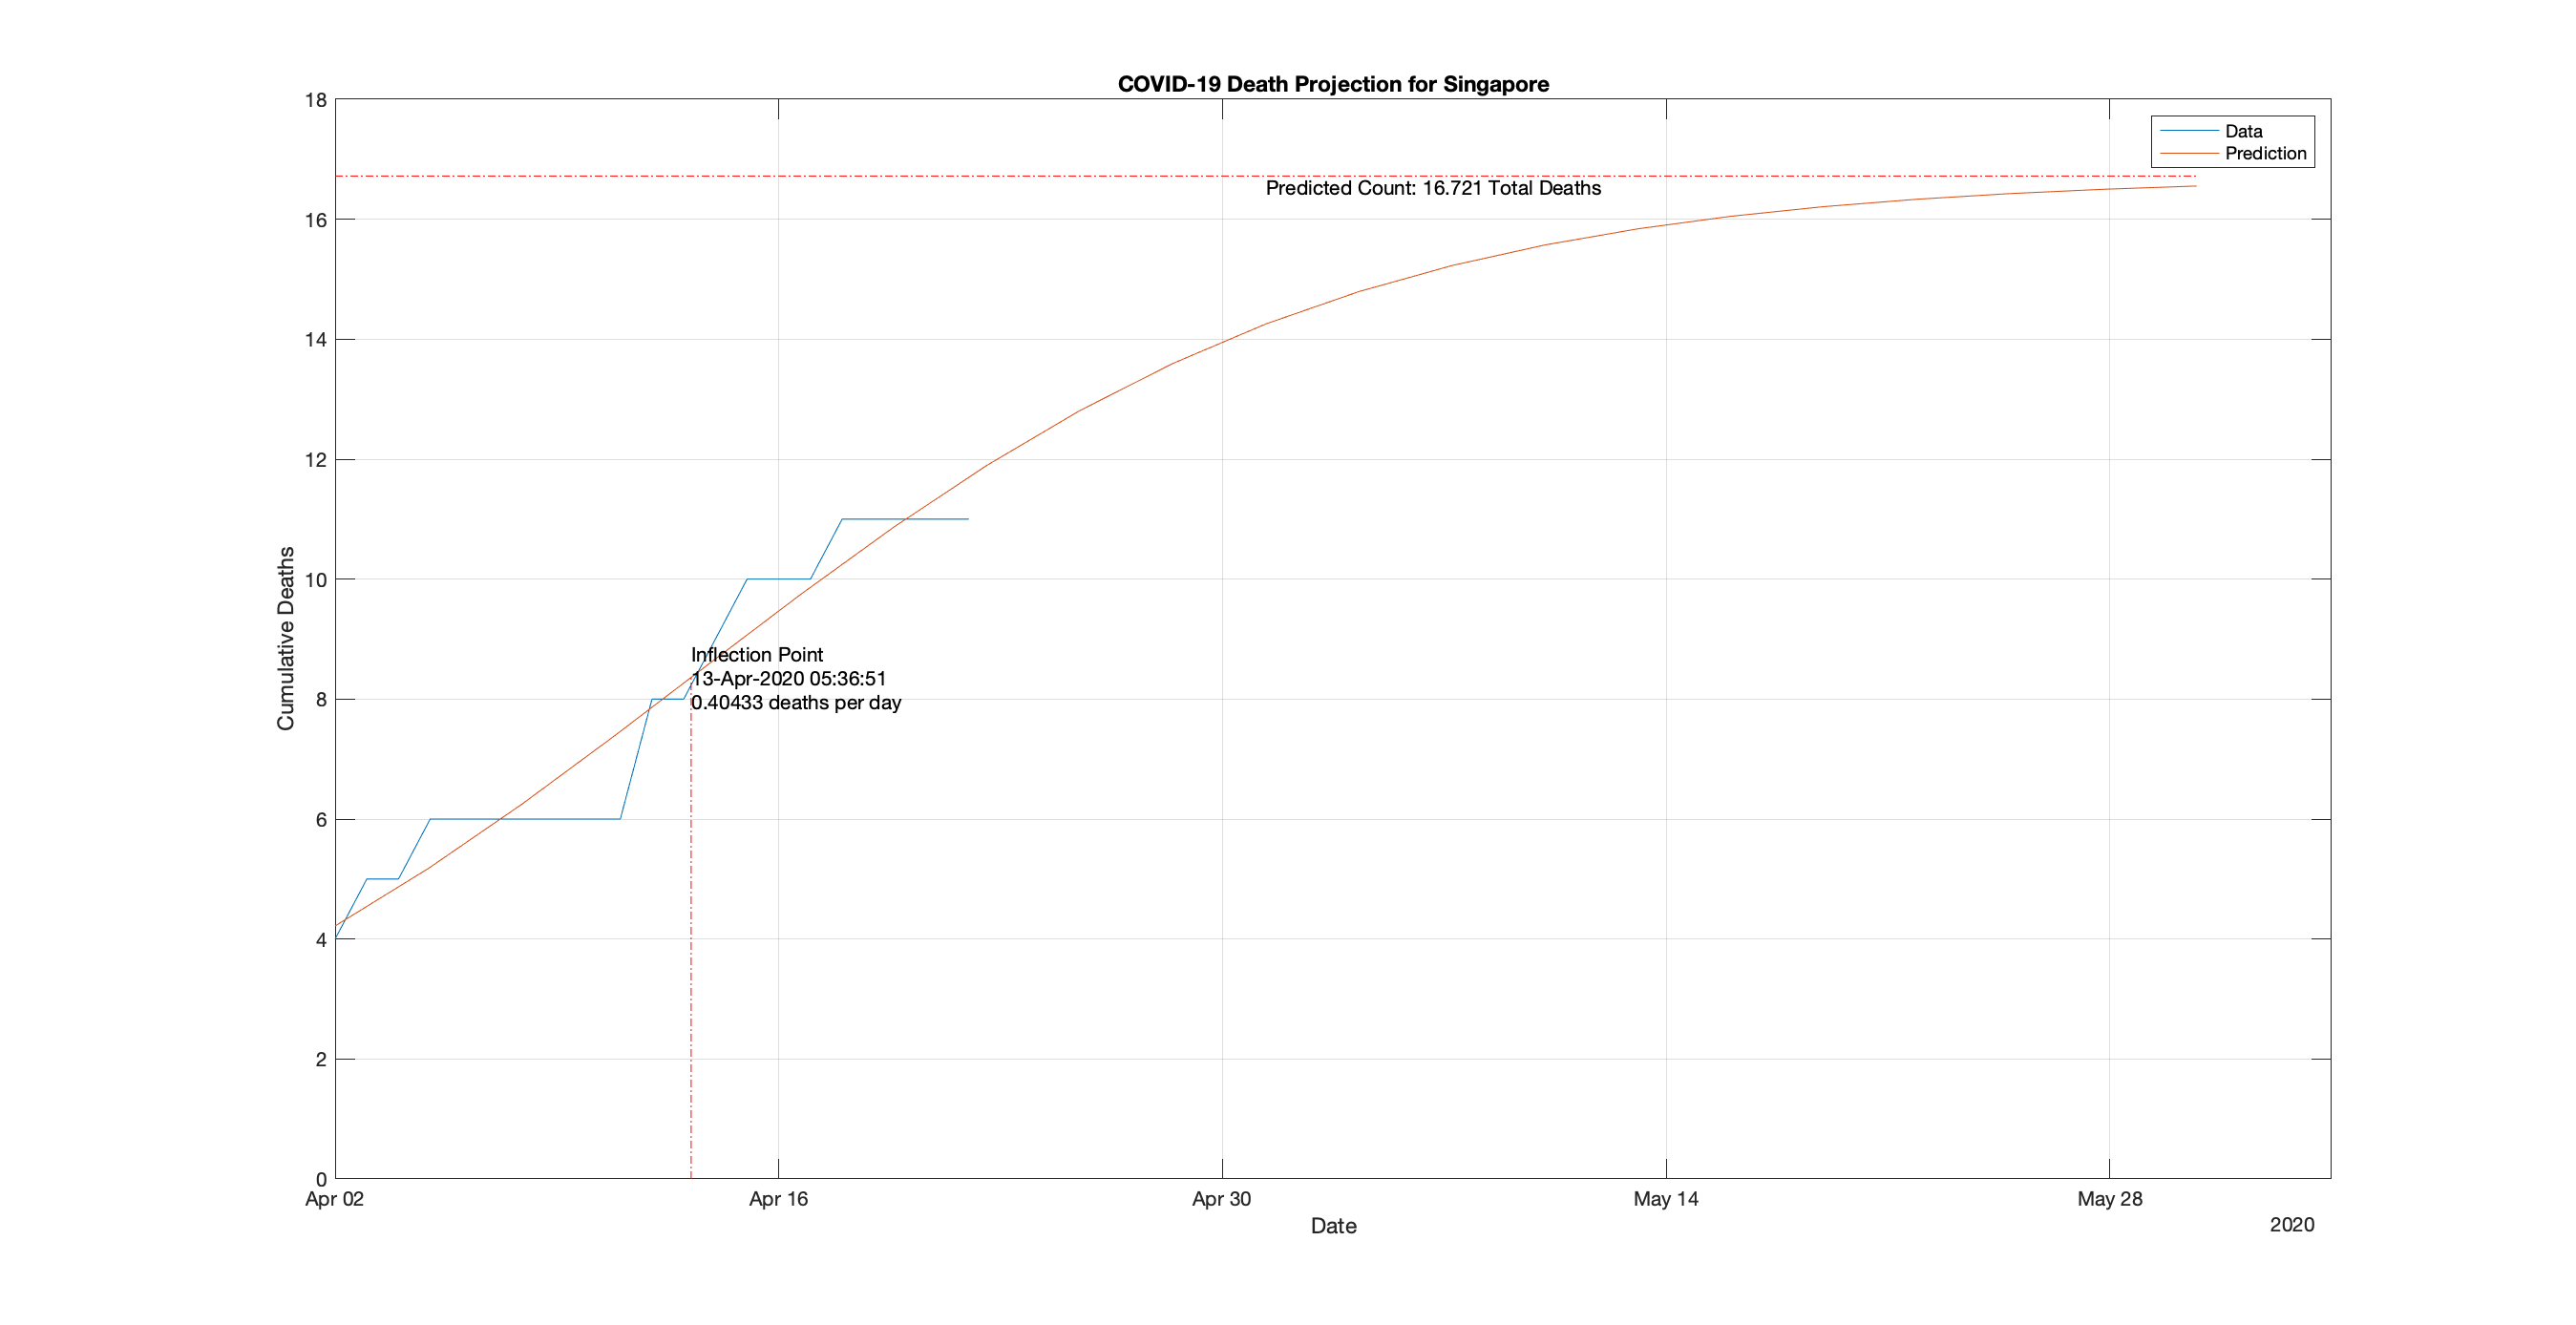 COVID-19 Death Projection for Singapore
18
16
14
12
10
8
6
4
2
0
Cumulative Deaths
Data
Prediction
Predicted Count: 16.721 Total Deaths
Inflection Point
13-Apr-2020 05:36:51
0.40433 deaths per day
Apr 02
Apr 16
Apr 30
May 14
May 28
Date
2020